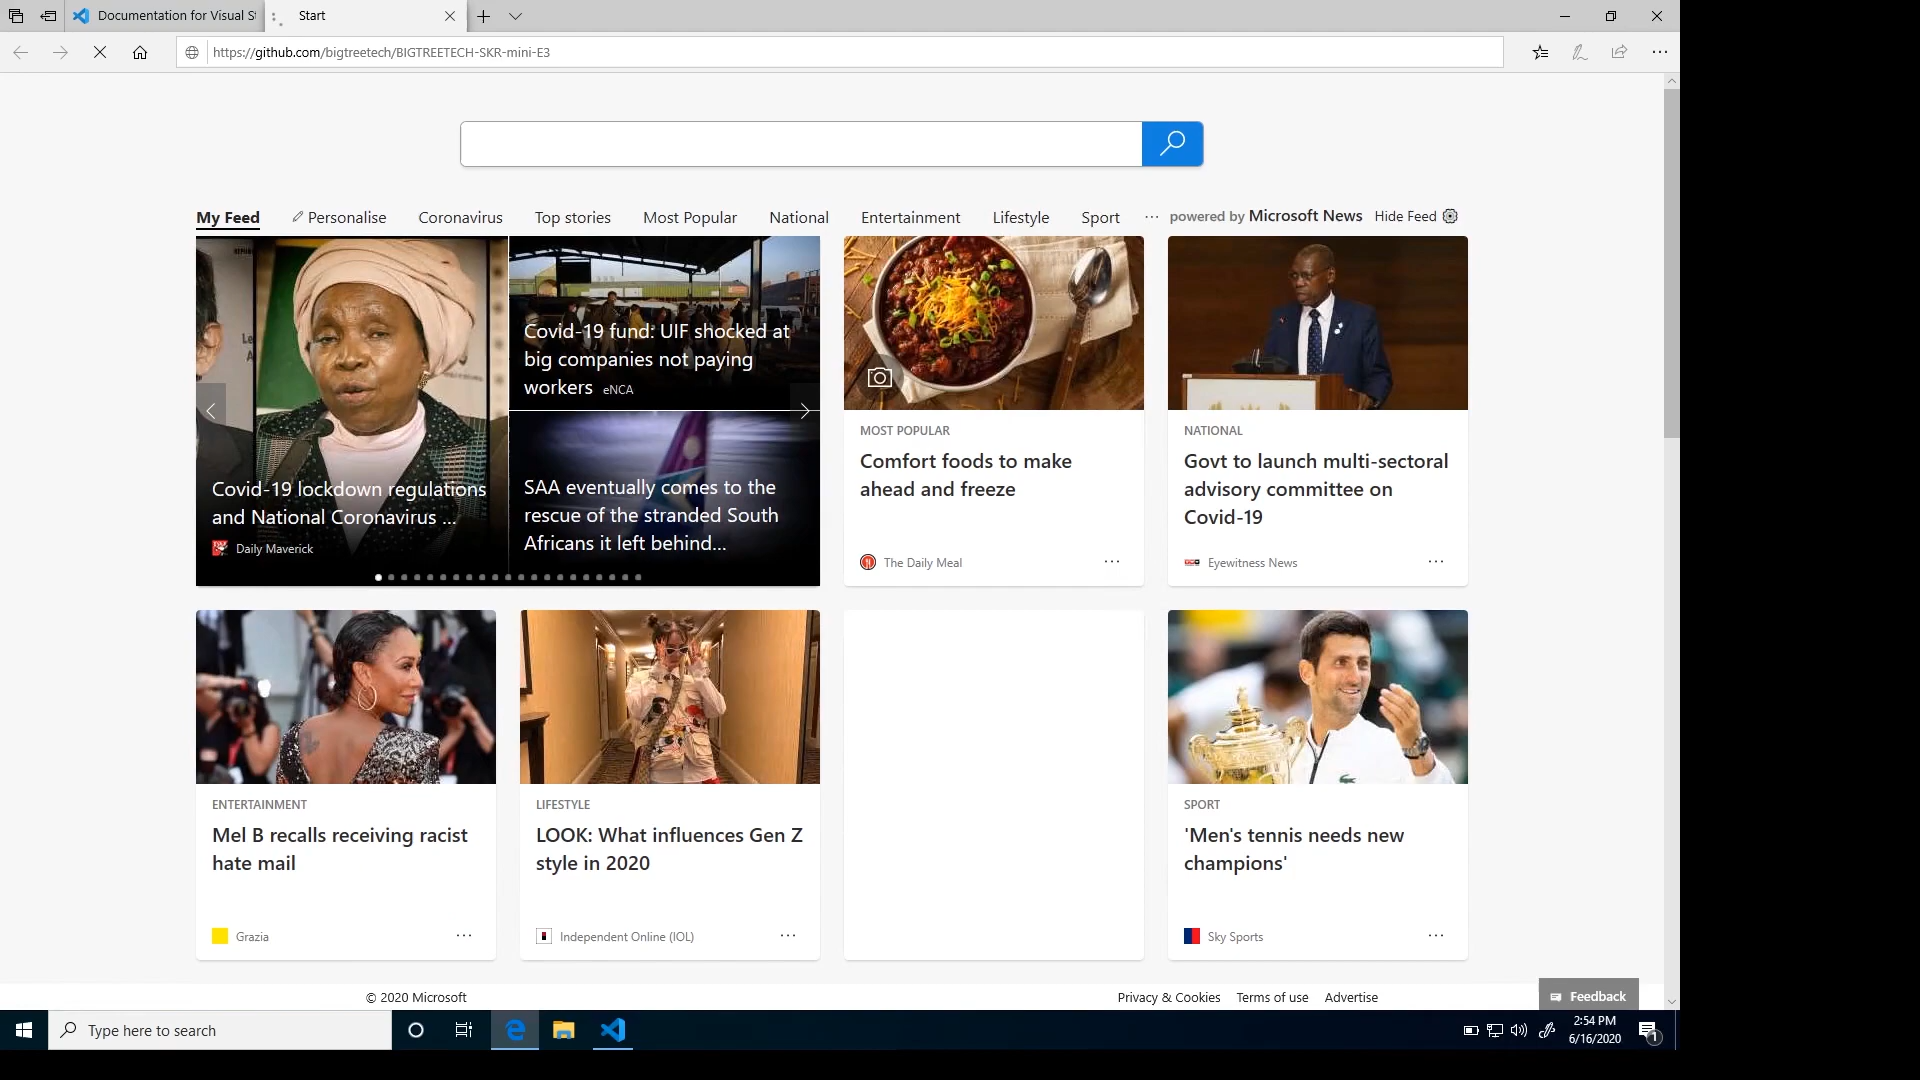 Documentation for Visual St
Start
https://github.com/bigtreetech/BIGTREETECH-SKR-mini-E3
My Feed
Personalise
Coronavirus
Top stories
Most Popular
National
Entertainment
Lifestyle
Sport
powered by Microsoft News
Hide Feed
Covid-19 lockdown regulations
and National Coronavirus ...
Daily Maverick
Covid-19 fund: UIF shocked at
big companies not paying
workers eNCA
SAA eventually comes to the
rescue of the stranded South
Africans it left behind...
MOST POPULAR
Comfort foods to make
ahead and freeze
The Daily Meal
NATIONAL
Govt to launch multi-sectoral
advisory committee on
Covid-19
Eyewitness News
ENTERTAINMENT
Mel B recalls receiving racist
hate mail
Grazia
LIFESTYLE
LOOK: What influences Gen Z
style in 2020
Independent Online (IOL)
SPORT
'Men's tennis needs new
champions'
Sky Sports
© 2020 Microsoft
Privacy & Cookies
Terms of use
Advertise
Feedback
Type here to search
2:54 PM
6/16/2020
1